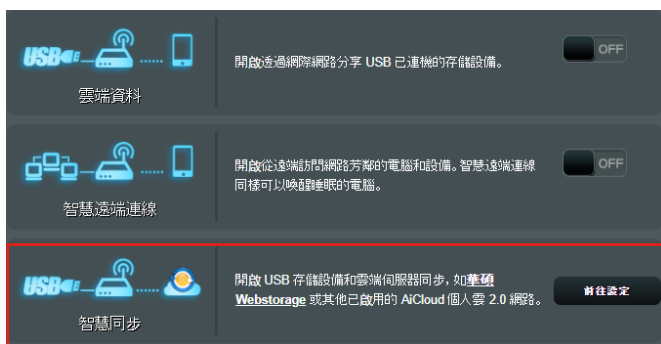 USB
雲端資料
開啟透過網際網路分享 USB 已連機的存儲設備。
OFF
智慧遠端連線
開啟從遠端訪問網路芳鄰的電腦和設備。智慧遠端連線
同樣可以喚醒睡眠的電腦。
OFF
USB
智慧同步
開啟 USB 存儲設備和雲端伺服器同步,如華碩
Webstorage 或其他已啟用的 AiCloud 個人雲 2.0 網路。
前往設定